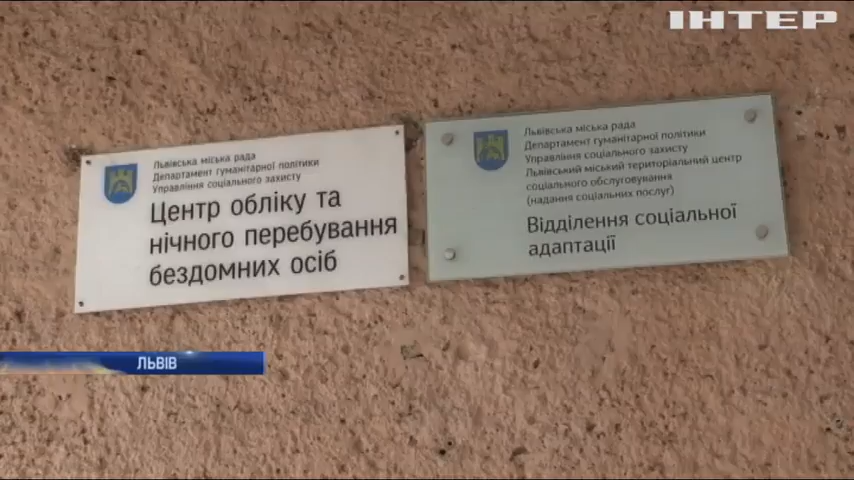 ІНТЕР
Львівська міська рада
Департамент гуманітарної політики
Управління соціального захисту
Центр обліку та
нічного перебування
бездомних осіб
Львівська міська рада
Департамент гуманітарної політики
Управління соціального захисту
Львівський міський територіальний центр
соціального обслуговування
(надання соціальних послуг)
Відділення соціальної
адаптації
ЛЬВІВ